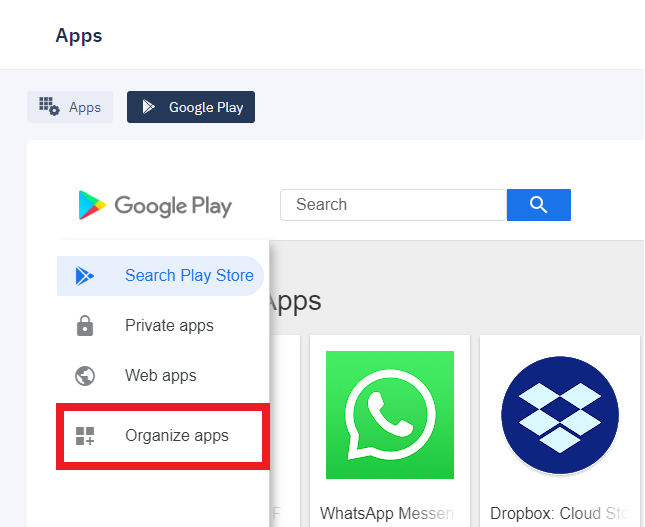 Apps
Apps
Google Play
Google Play
Search
Search Play Store
Apps
Private apps
Web apps
Organize apps
F
WhatsApp Messen
Dropbox: Cloud Sto